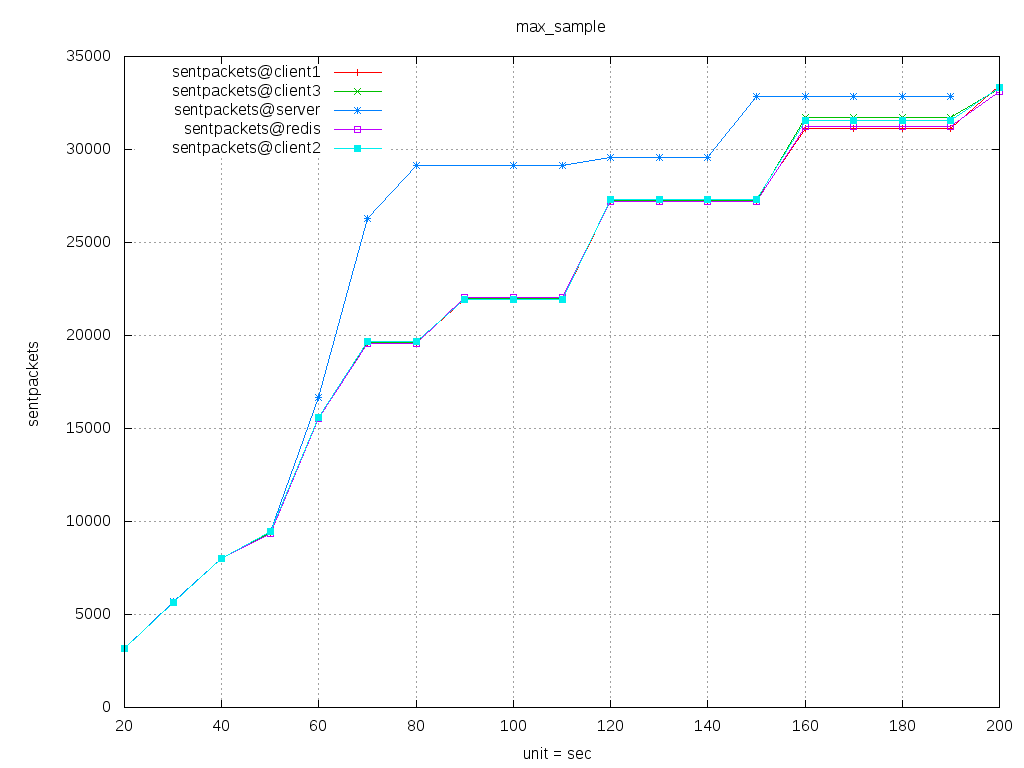 max_sample
35000
30000
25000
20000
15000
10000
5000
0
sentpackets
sentpackets@client1
sentpackets@client3
sentpackets@server
sentpackets@redis
sentpackets@client2
20 40 60 80 100 120 140 160 180 200
unit = sec